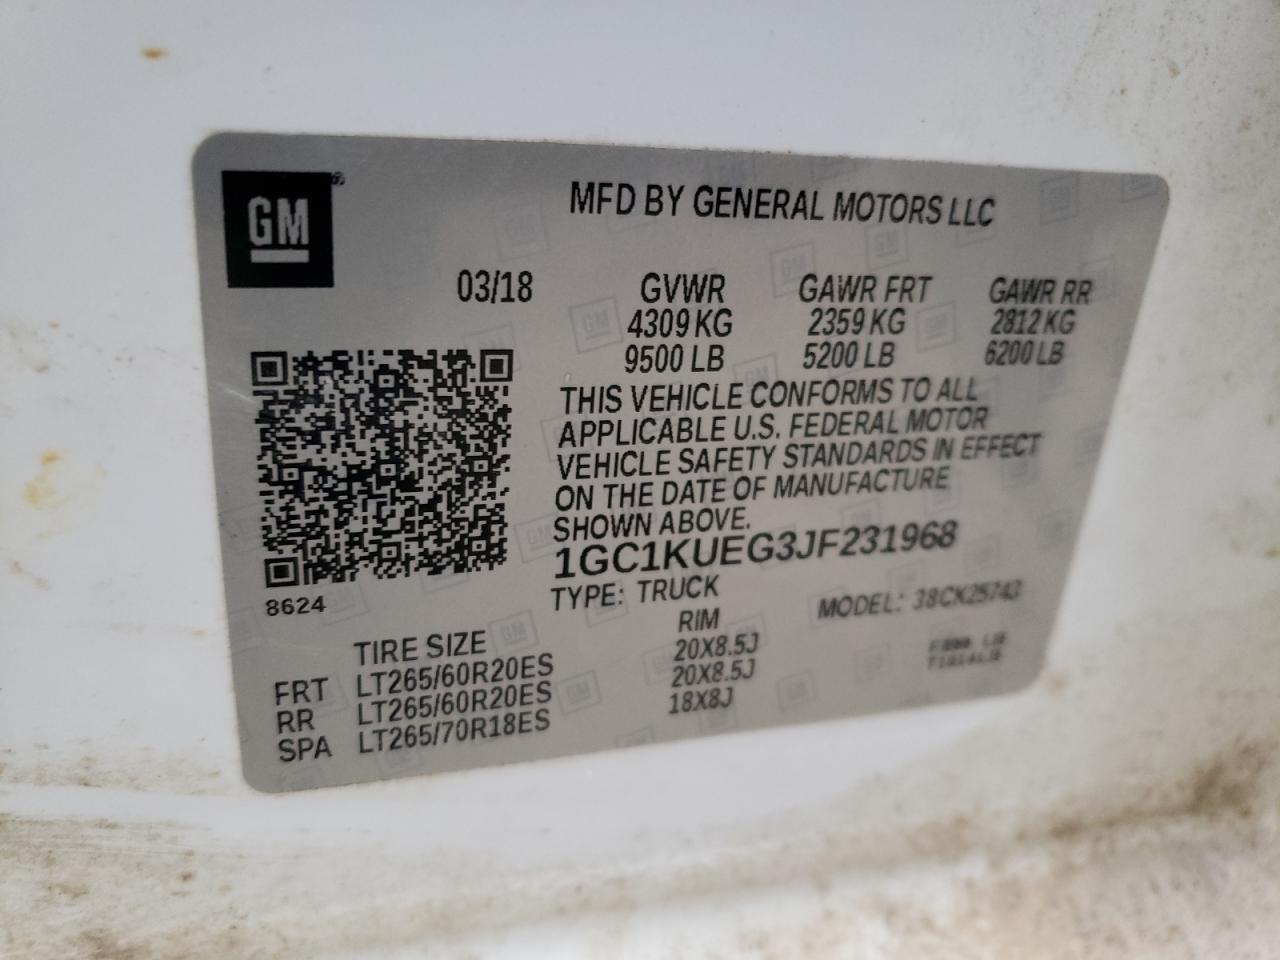 GM
MFD BY GENERAL MOTORS LLC
03/18 GVWR GAWR FRT GAWR RR
4309 KG 2359 KG 2812 KG
9500 LB 5200 LB 6200 LB
THIS VEHICLE CONFORMS TO ALL
APPLICABLE U.S. FEDERAL MOTOR
VEHICLE SAFETY STANDARDS IN EFFECT
ON THE DATE OF MANUFACTURE
SHOWN ABOVE.
1GC1KUEG3JF231968
8624
TYPE: TRUCK MODEL: 38CK25743
TIRE SIZE RIM
FRT LT265/60R20ES 20X8.5J
RR LT265/60R20ES 20X8.5J
SPA LT265/70R18ES 18X8J